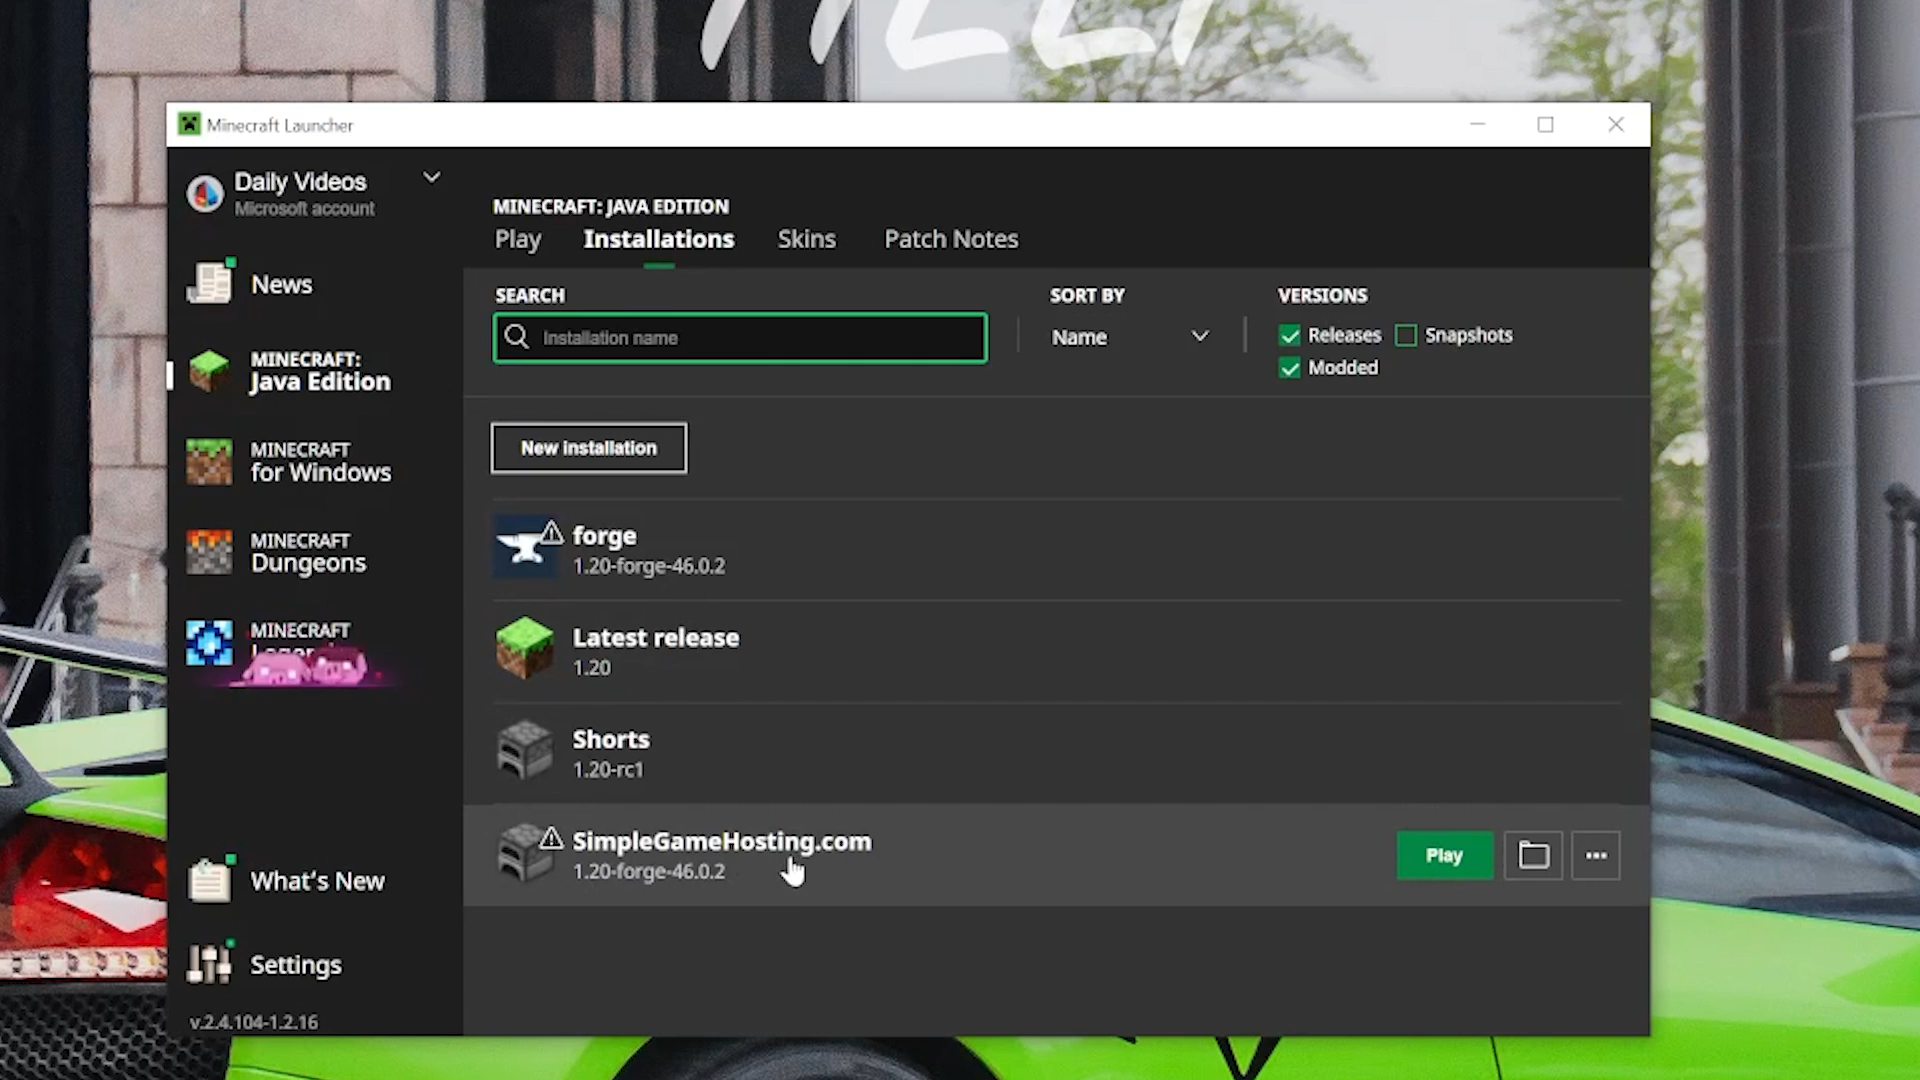 Minecraft Launcher
Daily Videos
Microsoft account
News
MINECRAFT:
Java Edition
MINECRAFT
for Windows
MINECRAFT
Dungeons
MINECRAFT
What's New
Settings
v.2.4.104-1.2.16
MINECRAFT: JAVA EDITION
Play Installations Skins Patch Notes
SEARCH
Installation name
SORT BY
Name
VERSIONS
Releases Snapshots
Modded
New installation
forge
1.20-forge-46.0.2
Latest release
1.20
Shorts
1.20-rc1
SimpleGameHosting.com
1.20-forge-46.0.2
Play